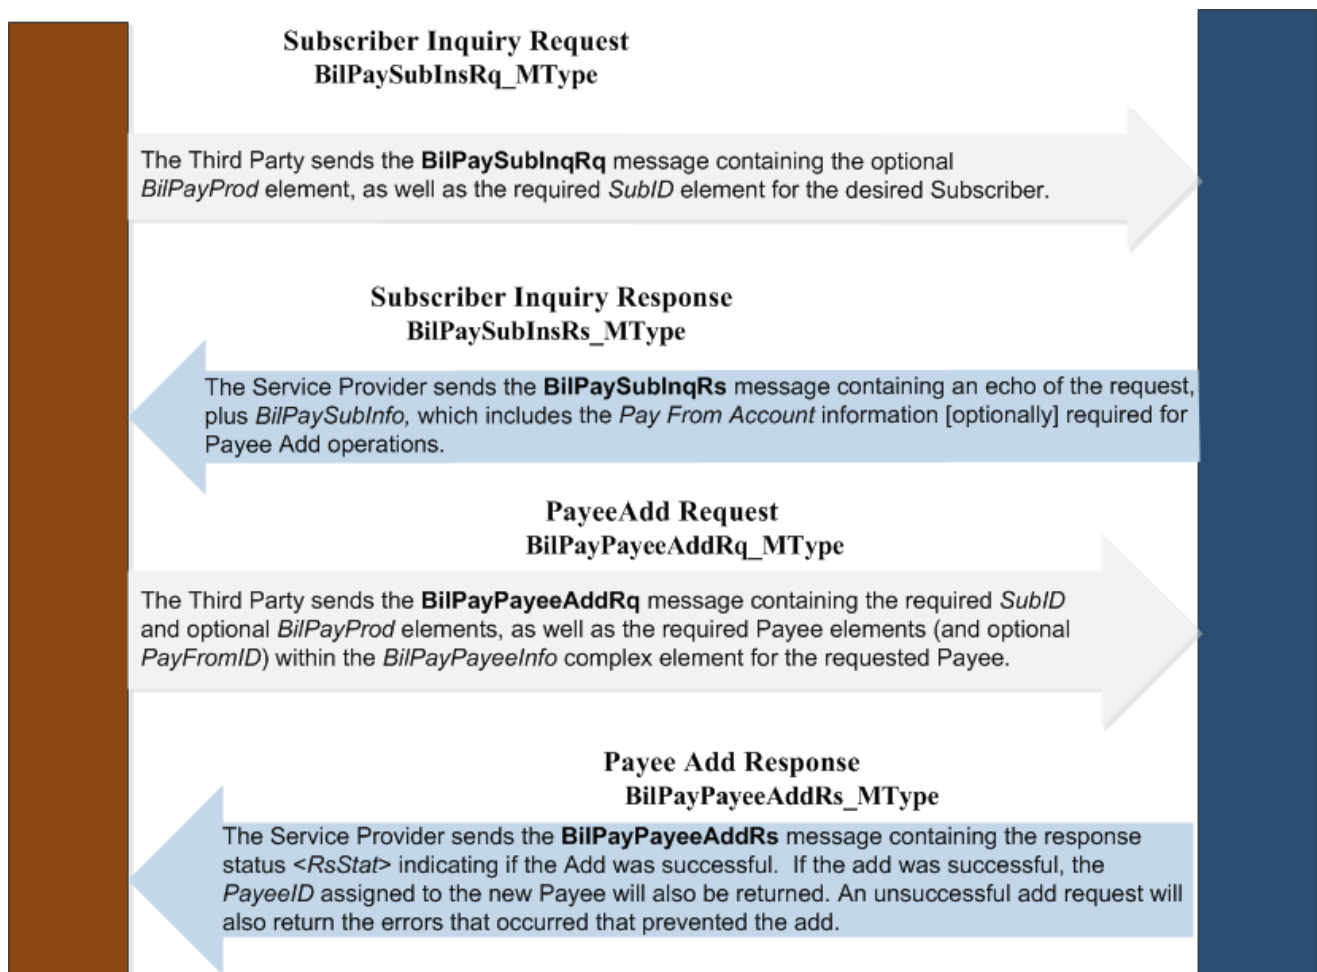 Subscriber Inquiry Request
BilPaySubInsRq_MType
The Third Party sends the BilPaySubInqRq message containing the optional
BilPayProd element, as well as the required SubID element for the desired Subscriber.
Subscriber Inquiry Response
BilPaySubInsRs_MType
The Service Provider sends the BilPaySubInqRs message containing an echo of the request,
plus BilPaySubInfo, which includes the Pay From Account information [optionally] required for
Payee Add operations.
PayeeAdd Request
BilPayPayeeAddRq_MType
The Third Party sends the BilPayPayeeAddRq message containing the required SubID
and optional BilPayProd elements, as well as the required Payee elements (and optional
PayFromID) within the BilPayPayeeInfo complex element for the requested Payee.
Payee Add Response
BilPayPayeeAddRs_MType
The Service Provider sends the BilPayPayeeAddRs message containing the response
status <RsStat> indicating if the Add was successful.  If the add was successful, the
PayeeID assigned to the new Payee will also be returned. An unsuccessful add request will
also return the errors that occurred that prevented the add.